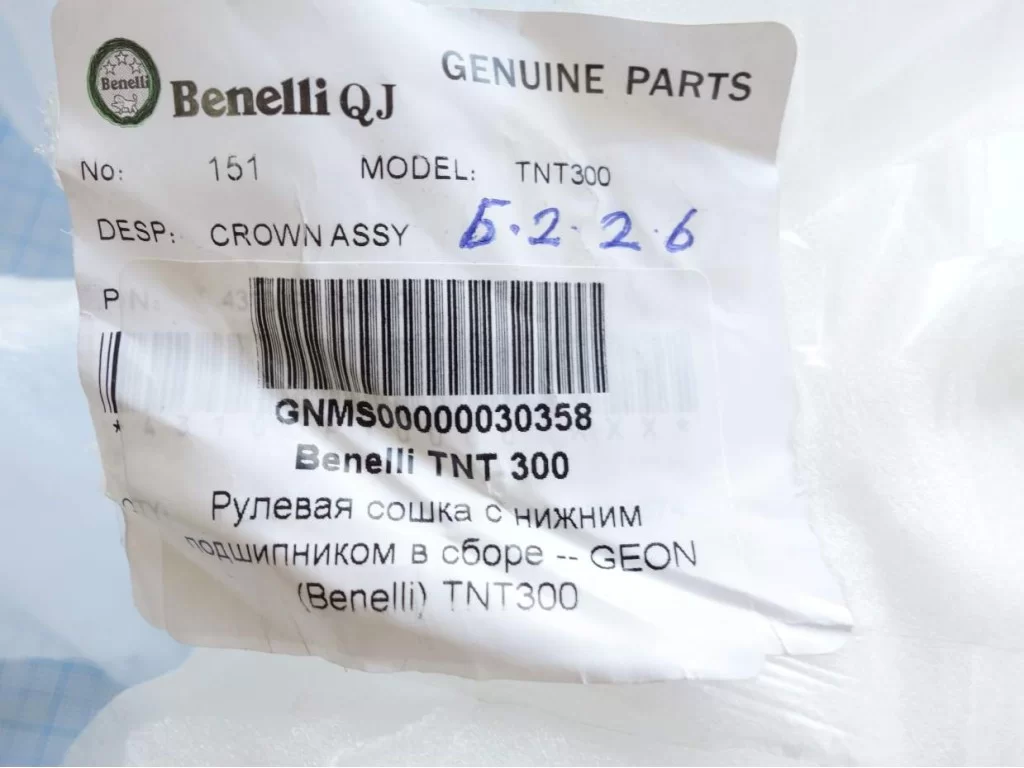 Benelli
Benelli QJ
GENUINE PARTS
No: 151 MODEL: TNT300
DESP: CROWN ASSY Б.2.2.6
P N: 43
GNMS00000030358
Benelli TNT 300
Рулевая сошка с нижним
подшипником в сборе -- GEON
(Benelli) TNT300